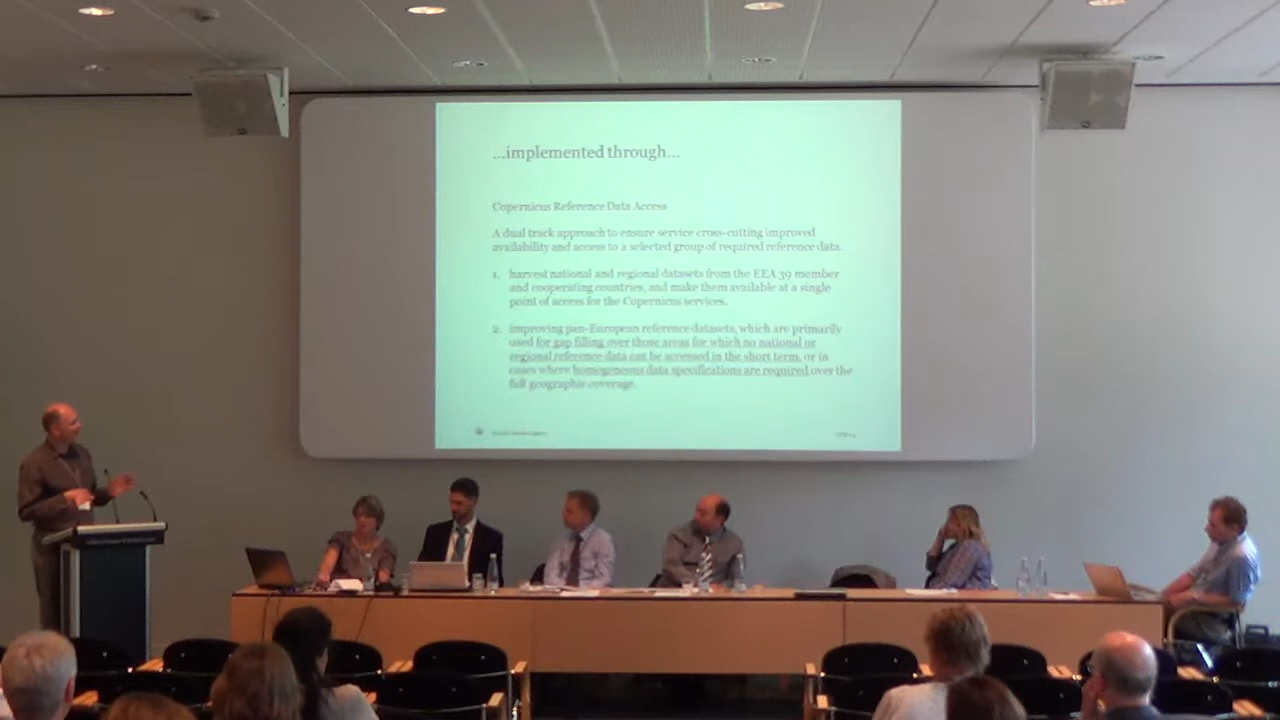 ...implemented through...
Copernicus Reference Data Access
A dual track approach to ensure service cross-cutting improved
availability and access to a selected group of required reference data.
1. harvest national and regional datasets from the EEA 39 member
and cooperating countries, and make them available at a single
point of access for the Copernicus services.
2. improving pan-European reference datasets, which are primarily
used for gap filling over those areas for which no national or
regional reference data can be accessed in the short term, or in
cases where homogeneous data specifications are required over the
full geographic coverage.